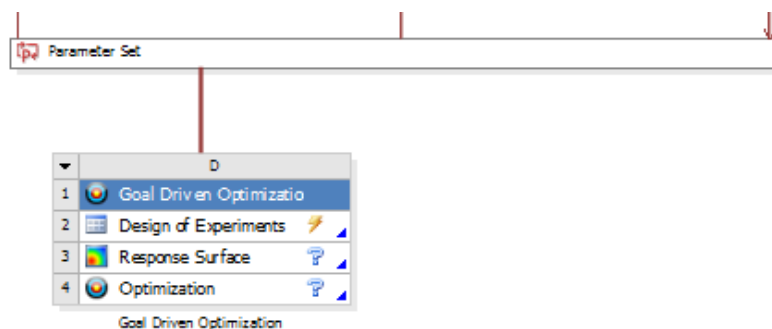 Parameter Set
D
1 Goal Driven Optimizatio
2 Design of Experiments
3 Response Surface
4 Optimization
Goal Driven Optimization